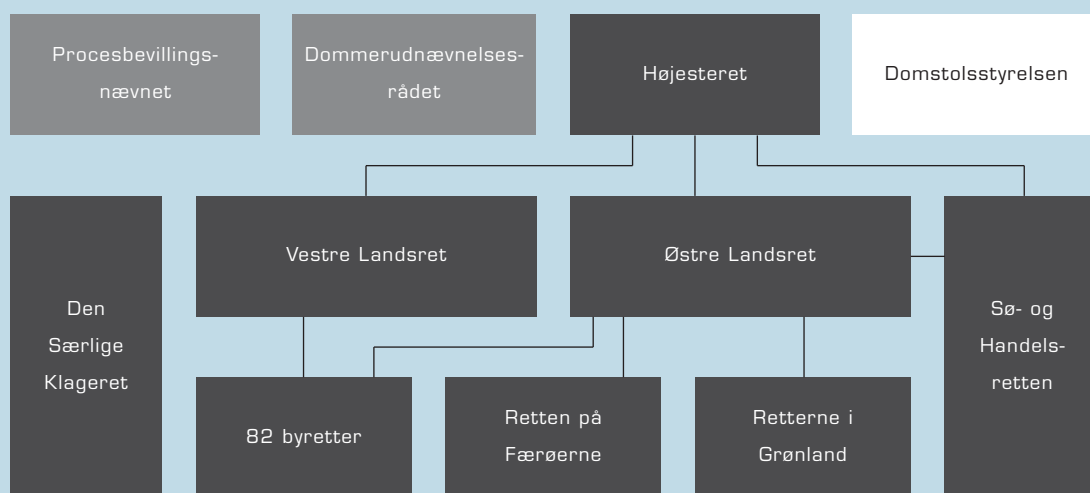 Procesbevillings-
nævnet
Dommerudnævnelses-
rådet
Højesteret
Domstolsstyrelsen
Den
Særlige
Klageret
Vestre Landsret
Østre Landsret
Sø- og
Handels-
retten
82 byretter
Retten på
Færøerne
Retterne i
Grønland